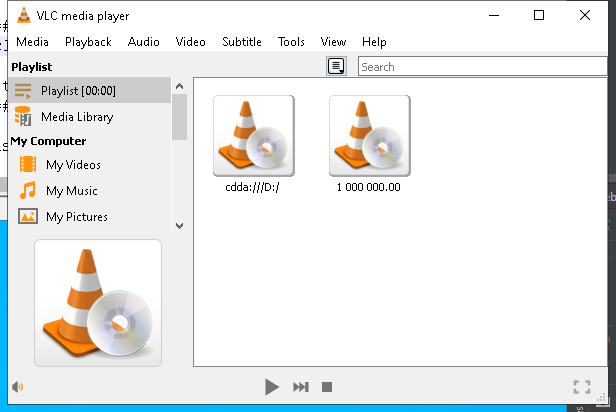 VLC media player
Media Playback Audio Video Subtitle Tools View Help
Playlist
Search
Playlist [00:00]
Media Library
My Computer
My Videos
My Music
My Pictures
cdda:///D:/
1 000 000.00